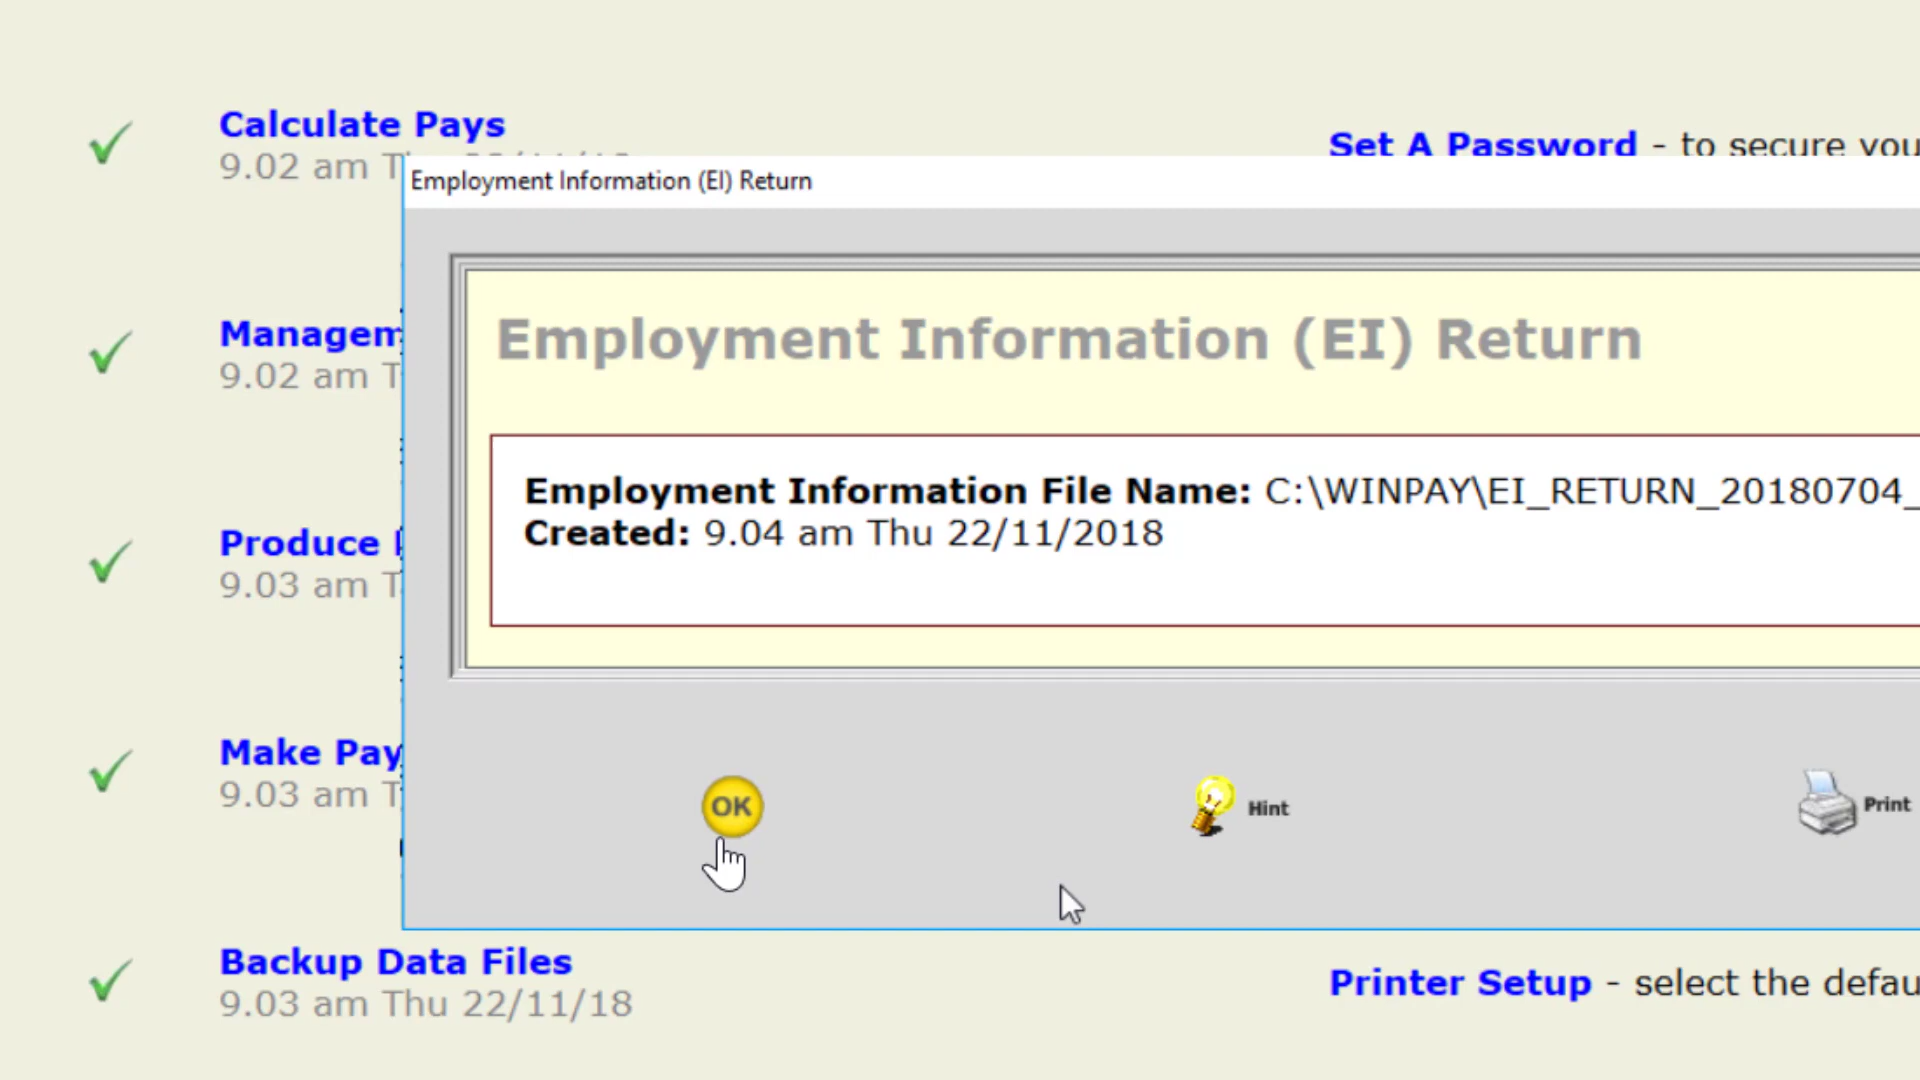 Calculate Pays
9.02 am
Set A Password - to secure you
Employment Information (EI) Return
Managem
9.02 am T
Employment Information (EI) Return
Employment Information File Name: C:\WINPAY\EI_RETURN_20180704_
Created: 9.04 am Thu 22/11/2018
Produce
9.03 am T
Make Pay
9.03 am T
OK
Hint
Print
Backup Data Files
9.03 am Thu 22/11/18
Printer Setup - select the defau